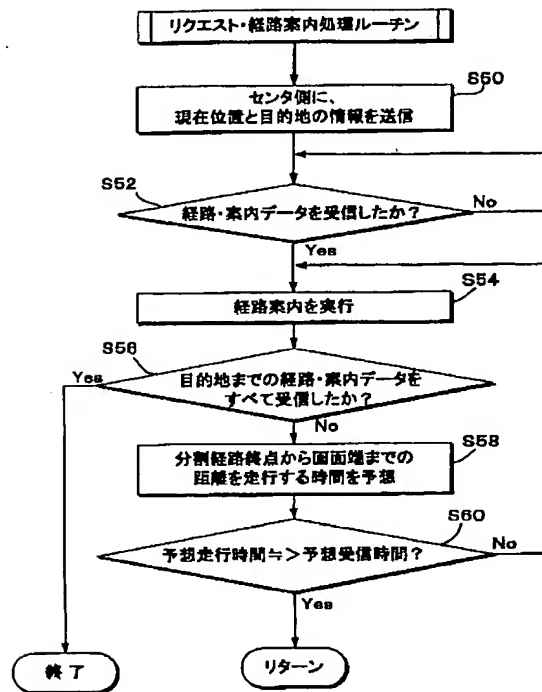 リクエスト・経路案内処理ルーチン
S50
センタ側に、
現在位置と目的地の情報を送信
S52
経路・案内データを受信したか？
No
Yes
S54
経路案内を実行
S56
Yes
目的地までの経路・案内データを
すべて受信したか？
No
S58
分割経路終点から画面端までの
距離を走行する時間を予想
S60
予想走行時間≒＞予想受信時間？
No
Yes
終了
リターン